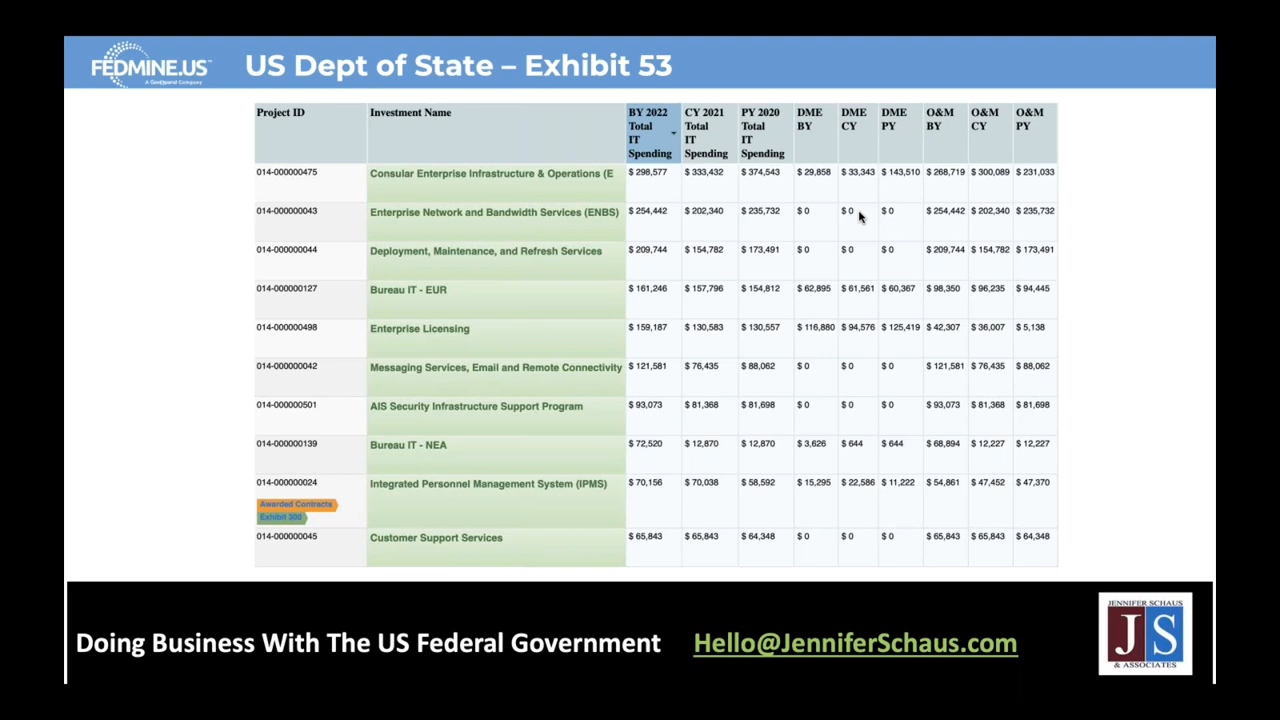 FEDMINE.US
A GovSpend Company
US Dept of State – Exhibit 53
Project ID Investment Name BY 2022 Total IT Spending CY 2021 Total IT Spending PY 2020 Total IT Spending DME BY DME CY DME PY O&M BY O&M CY O&M PY
014-000000475 Consular Enterprise Infrastructure & Operations (E $ 298,577 $ 333,432 $ 374,543 $ 29,858 $ 33,343 $ 143,510 $ 268,719 $ 300,089 $ 231,033
014-000000043 Enterprise Network and Bandwidth Services (ENBS) $ 254,442 $ 202,340 $ 235,732 $ 0 $ 0 $ 0 $ 254,442 $ 202,340 $ 235,732
014-000000044 Deployment, Maintenance, and Refresh Services $ 209,744 $ 154,782 $ 173,491 $ 0 $ 0 $ 0 $ 209,744 $ 154,782 $ 173,491
014-000000127 Bureau IT - EUR $ 161,246 $ 157,796 $ 154,812 $ 62,895 $ 61,561 $ 60,367 $ 98,350 $ 96,235 $ 94,445
014-000000498 Enterprise Licensing $ 159,187 $ 130,583 $ 130,557 $ 116,880 $ 94,576 $ 125,419 $ 42,307 $ 36,007 $ 5,138
014-000000042 Messaging Services, Email and Remote Connectivity $ 121,581 $ 76,435 $ 88,062 $ 0 $ 0 $ 0 $ 121,581 $ 76,435 $ 88,062
014-000000501 AIS Security Infrastructure Support Program $ 93,073 $ 81,368 $ 81,698 $ 0 $ 0 $ 0 $ 93,073 $ 81,368 $ 81,698
014-000000139 Bureau IT - NEA $ 72,520 $ 12,870 $ 12,870 $ 3,626 $ 644 $ 644 $ 68,894 $ 12,227 $ 12,227
014-000000024 Integrated Personnel Management System (IPMS) $ 70,156 $ 70,038 $ 58,592 $ 15,295 $ 22,586 $ 11,222 $ 54,861 $ 47,452 $ 47,370
Awarded Contracts
Exhibit 300
014-000000045 Customer Support Services $ 65,843 $ 65,843 $ 64,348 $ 0 $ 0 $ 0 $ 65,843 $ 65,843 $ 64,348
Doing Business With The US Federal Government Hello@JenniferSchaus.com
JENNIFER SCHAUS
J S
& ASSOCIATES